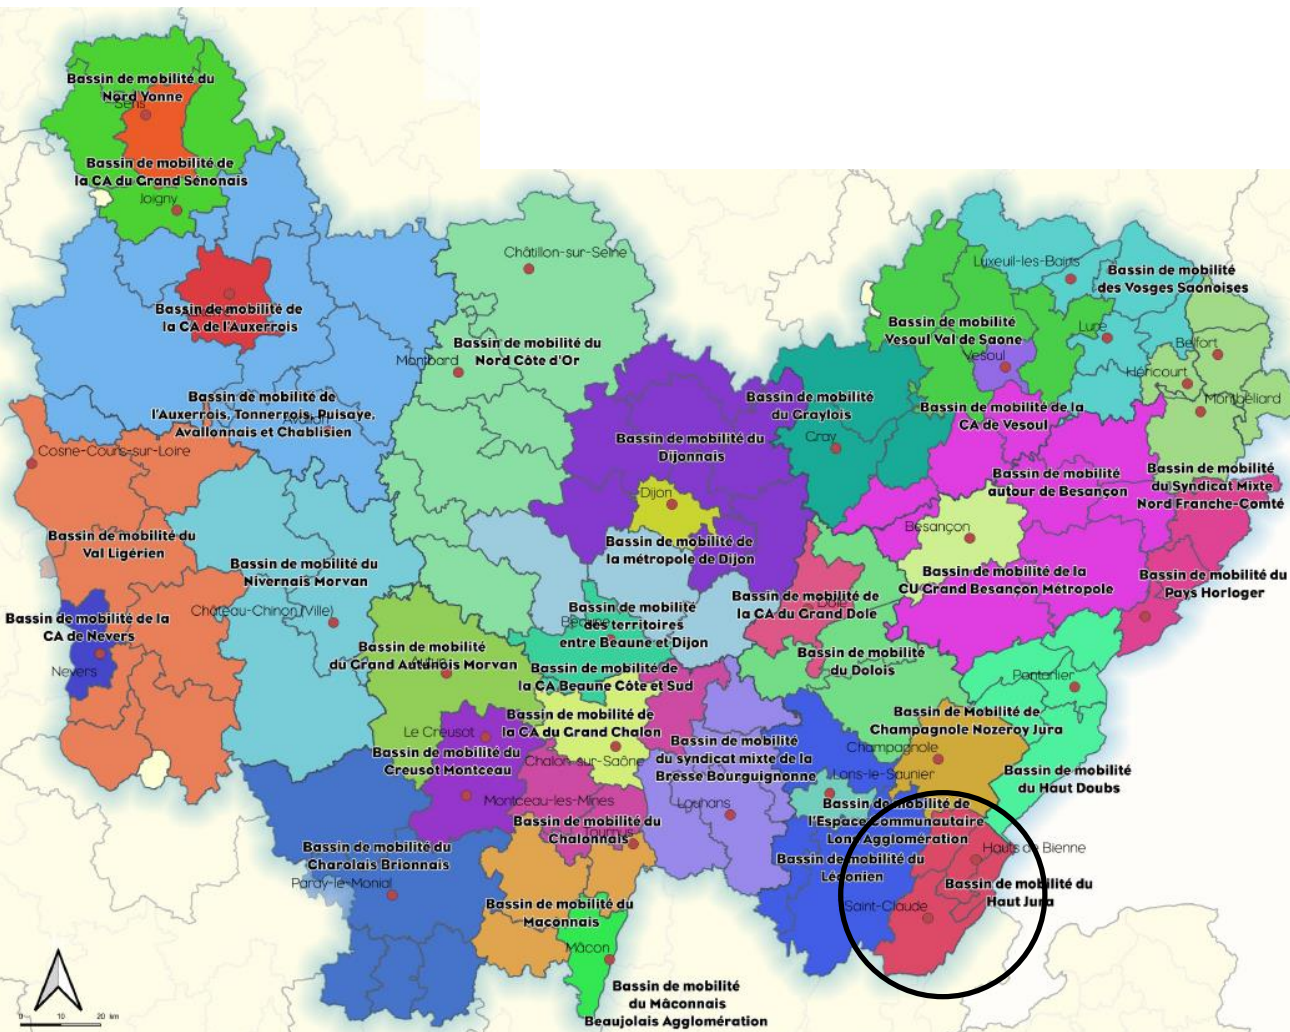 Bassin de mobilité du
Nord Yonne
Sens
Bassin de mobilité de
la CA du Grand Sénonais
Joigny
Châtillon-sur-Seine
Luxeuil-les-Bains
Bassin de mobilité
des Vosges Saonoises
Bassin de mobilité de
la CA de l'Auxerrois
Bassin de mobilité
Vesoul Val de Saone
Lure
Belfort
Vesoul
Bassin de mobilité du
Nord Côte d'Or
Montbard
Héricourt
Montbéliard
Bassin de mobilité de
l'Auxerrois, Tonnerrois, Puisaye,
Avallonnais et Chablisien
Avallon
Bassin de mobilité
du Graylois
Gray
Bassin de mobilité de la
CA de Vesoul
Bassin de mobilité du
Dijonnais
Cosne-Cours-sur-Loire
Bassin de mobilité
autour de Besançon
Bassin de mobilité
du Syndicat Mixte
Nord Franche-Comté
Dijon
Besançon
Bassin de mobilité du
Val Ligérien
Bassin de mobilité de
la métropole de Dijon
Bassin de mobilité du
Nivernais Morvan
Bassin de mobilité de la
CU Grand Besançon Métropole
Bassin de mobilité du
Pays Horloger
Bassin de mobilité de la
CA de Nevers
Nevers
Château-Chinon (Ville)
Bassin de mobilité
des territoires
entre Beaune et Dijon
Beaune
Bassin de mobilité de
la CA du Grand Dole
Dole
Bassin de mobilité
du Grand Autunois Morvan
Autun
Bassin de mobilité de
la CA Beaune Côte et Sud
Bassin de mobilité
du Dolois
Pontarlier
Bassin de mobilité de
la CA du Grand Chalon
Bassin de Mobilité de
Champagnole Nozeroy Jura
Le Creusot
Bassin de mobilité du
Creusot Montceau
Chalon-sur-Saône
Bassin de mobilité
du syndicat mixte de la
Bresse Bourguignonne
Champagnole
Lons-le-Saunier
Bassin de mobilité
du Haut Doubs
Montceau-les-Mines
Louhans
Bassin de mobilité de
l'Espace Communautaire
Lons Agglomération
Bassin de mobilité du
Chalonnais
Tournus
Bassin de mobilité du
Charolais Brionnais
Hauts de Bienne
Bassin de mobilité du
Lédonien
Paray-le-Monial
Bassin de mobilité du
Haut Jura
Saint-Claude
Bassin de mobilité du
Maconnais
Mâcon
Bassin de mobilité
du Mâconnais
Beaujolais Agglomération
0 10 20 km